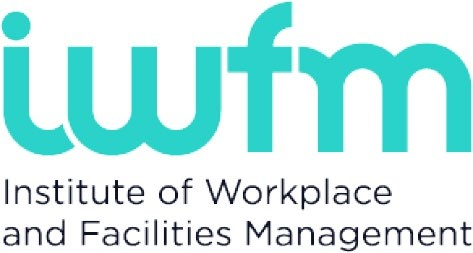 iwfm
Institute of Workplace
and Facilities Management